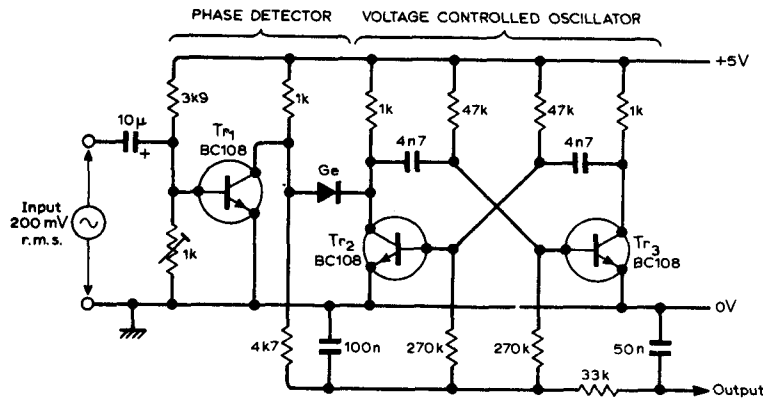 PHASE DETECTOR
VOLTAGE CONTROLLED OSCILLATOR
+5V
3k9
1k
1k
47k
47k
1k
10μ
+
Tr1
BC108
4n7
4n7
Ge
Input
200 mV
r.m.s.
1k
Tr2
BC108
Tr3
BC108
0V
4k7
100n
270k
270k
50n
33k
Output